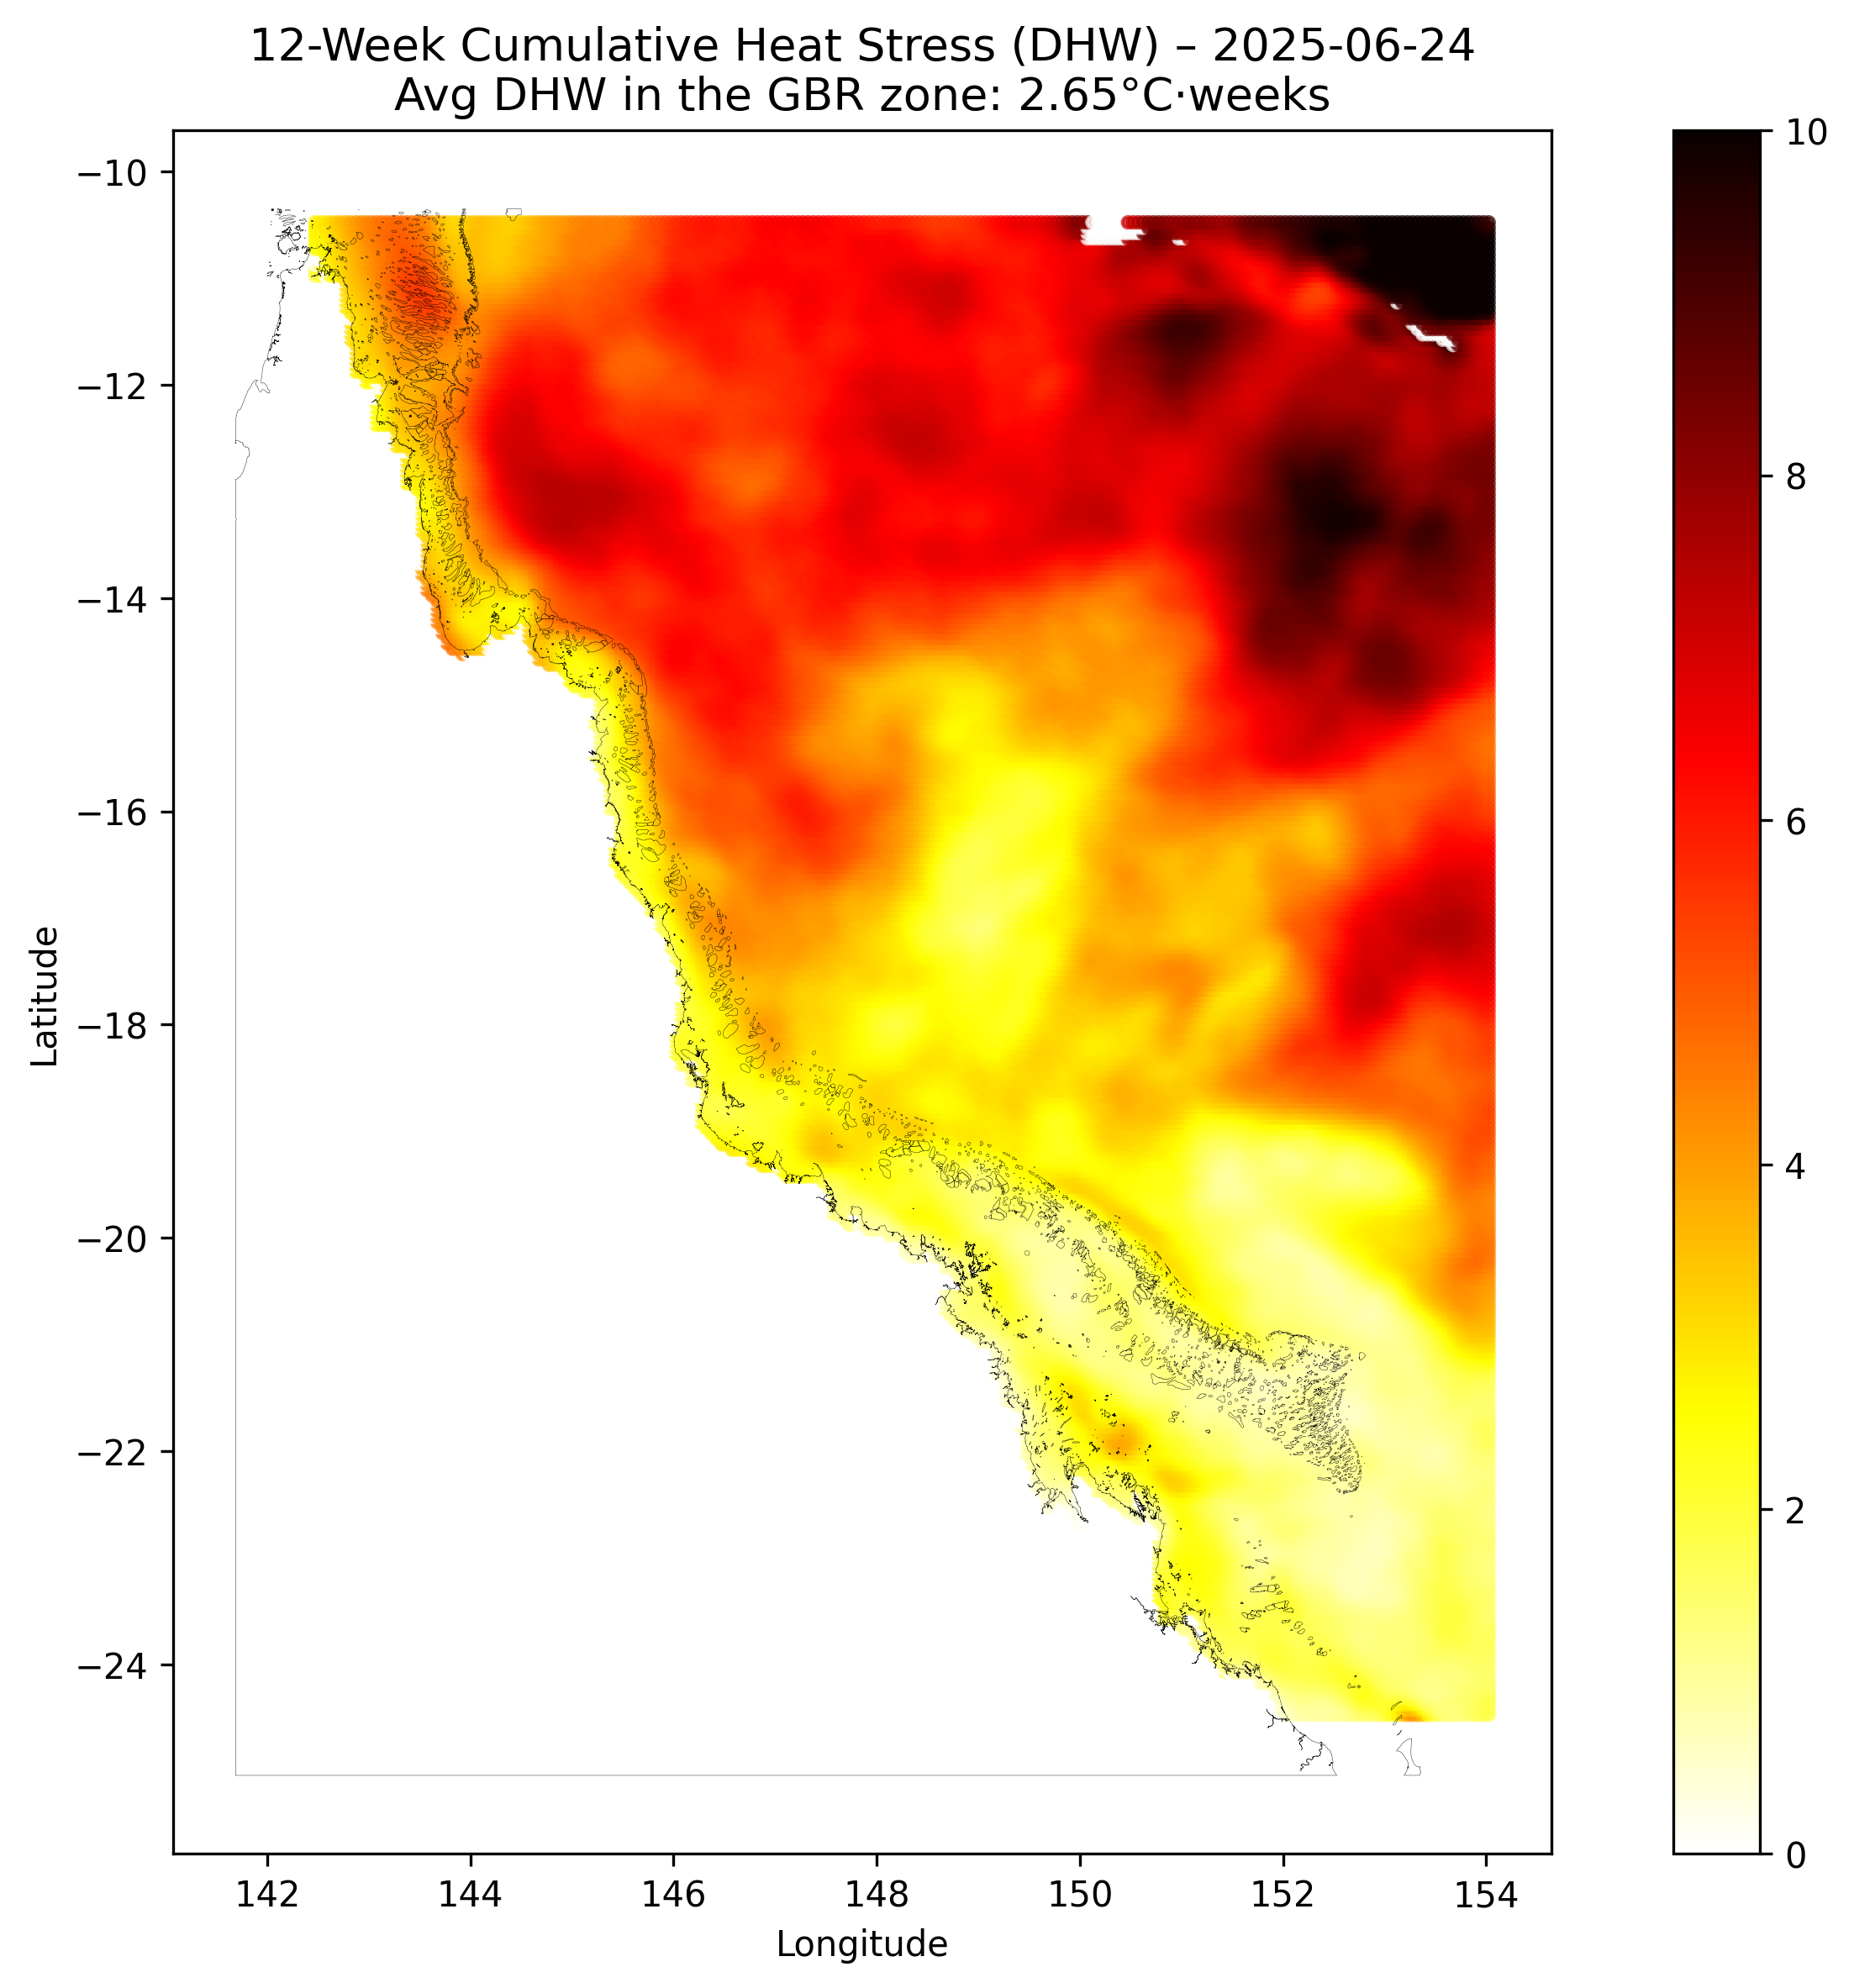 12-Week Cumulative Heat Stress (DHW) – 2025-06-24
Avg DHW in the GBR zone: 2.65°C·weeks
−10
−12
−14
−16
−18
−20
−22
−24
Latitude
142 144 146 148 150 152 154
Longitude
10
8
6
4
2
0